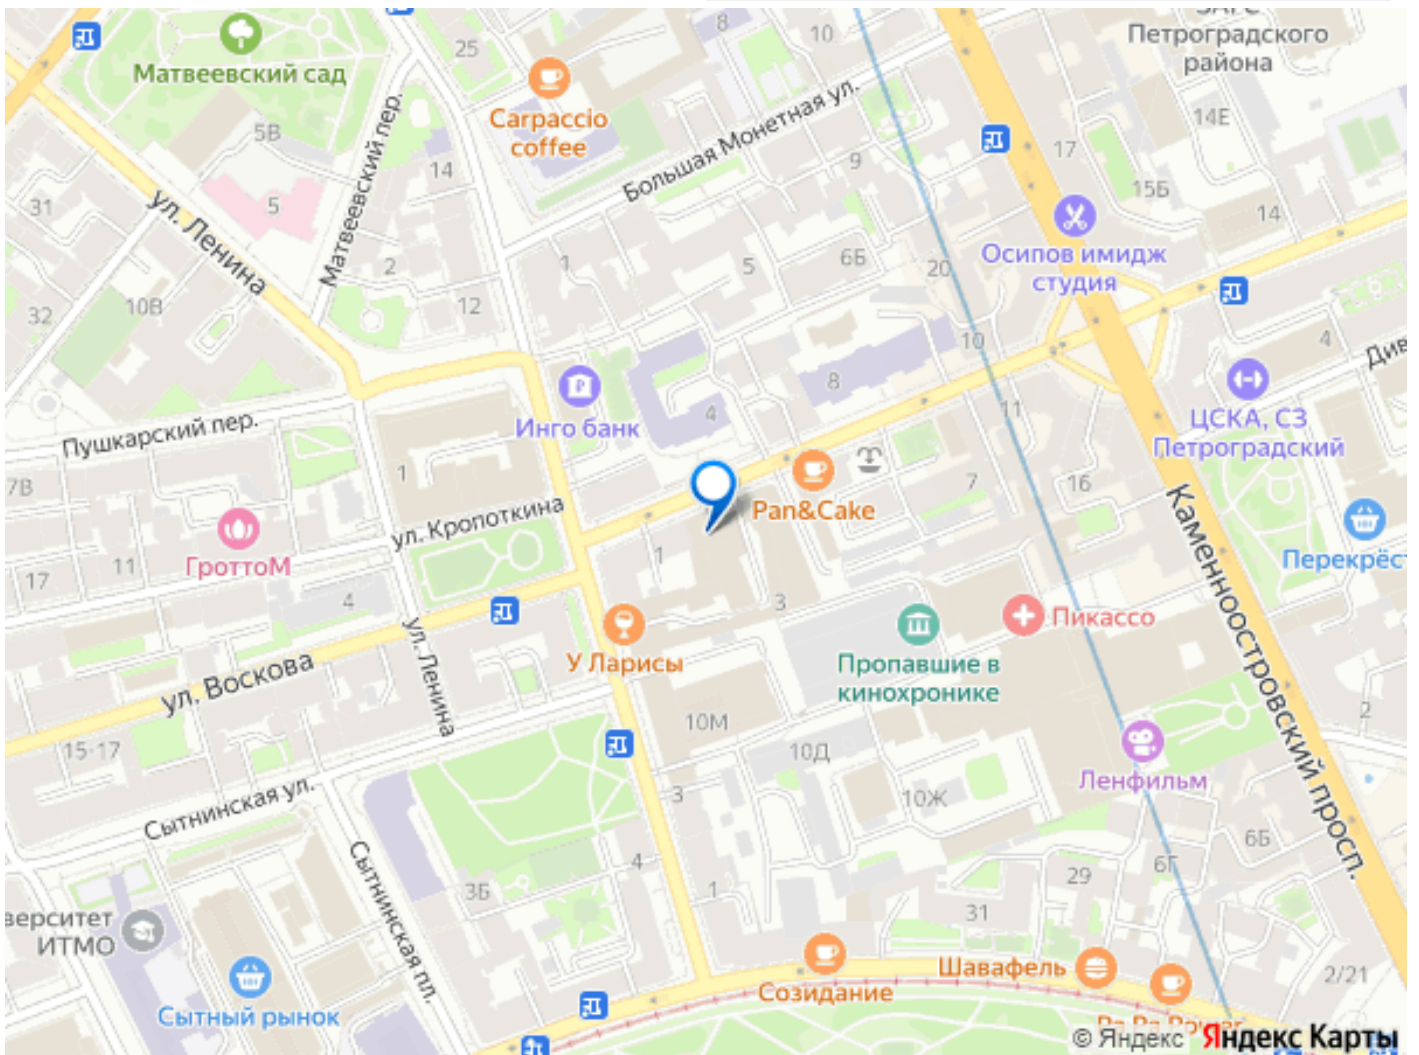 Петроградского
района
8
10
25
Матвеевский сад
Carpaccio
coffee
Большая Монетная ул.
14Е
5В
Матвеевский пер.
14
9
17
15Б
31
5
ул. Ленина
14
Осипов имидж
студия
2
1
5
6Б
20
10В
12
32
10
4
Див
8
Инго банк
4
11
ЦСКА, СЗ
Петроградский
Пушкарский пер.
7В
1
7
16
Pan&Cake
ул. Кропоткина
Каменноостровский просп.
ГроттоМ
17
11
1
Перекрёс
4
3
Пикассо
У Ларисы
Пропавшие в
кинохронике
ул. Воскова
ул. Ленина
2
10М
15-17
10Д
Ленфильм
3
10Ж
Сытнинская ул.
6Б
4
6Г
29
3Б
1
31
Сытнинская пл.
верситет
ИТМО
Шавафель
2/21
Созидание
Сытный рынок
© Яндекс Яндекс Карты